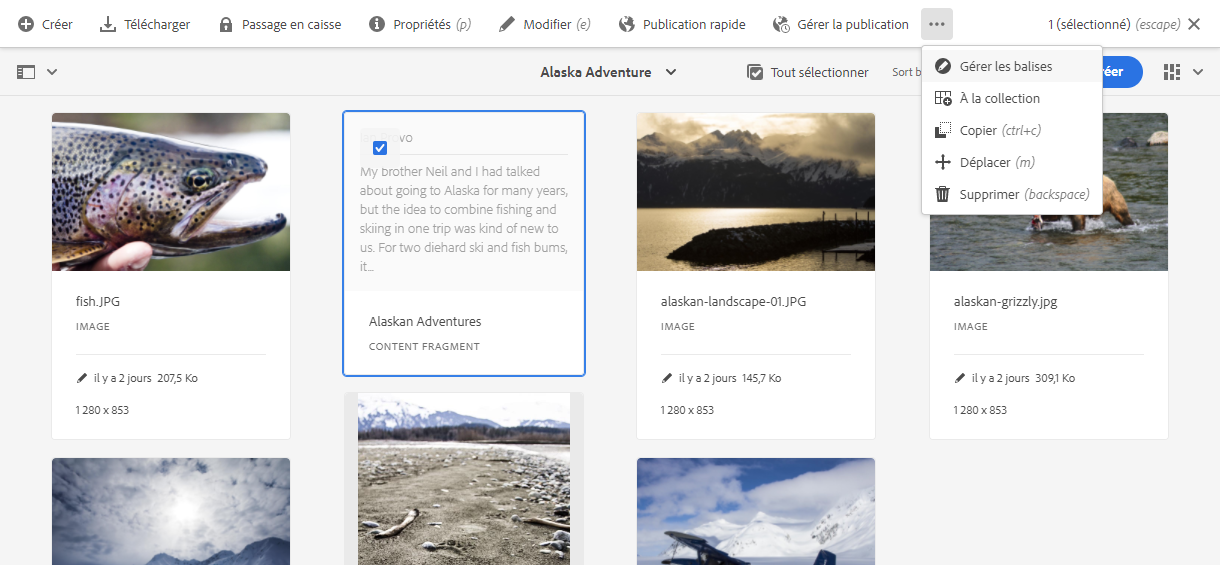 Créer Télécharger Passage en caisse Propriétés (p) Modifier (e) Publication rapide Gérer la publication 1 (sélectionné) (escape)
Alaska Adventure Tout sélectionner Sort b éer
Gérer les balises
À la collection
Copier (ctrl+c)
Déplacer (m)
Supprimer (backspace)
My brother Neil and I had talked
about going to Alaska for many years,
but the idea to combine fishing and
skiing in one trip was kind of new to
us. For two diehard ski and fish bums,
it...
fish.JPG
IMAGE
il y a 2 jours 207,5 Ko
1 280 x 853
Alaskan Adventures
CONTENT FRAGMENT
alaskan-landscape-01.JPG
IMAGE
il y a 2 jours 145,7 Ko
1 280 x 853
alaskan-grizzly.jpg
IMAGE
il y a 2 jours 309,1 Ko
1 280 x 853